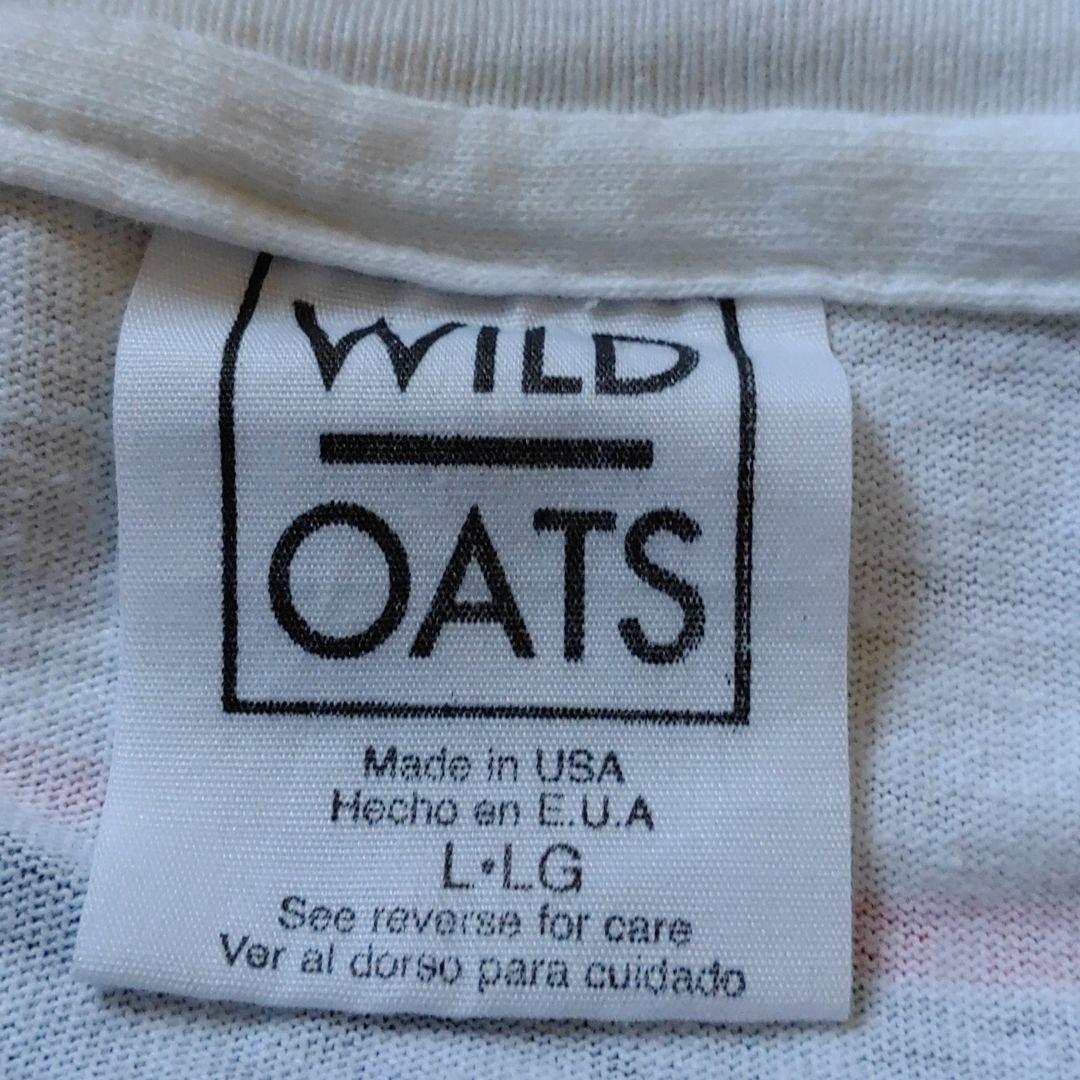 WILD
OATS
Made in USA
Hecho en E.U.A
L•LG
See reverse for care
Ver al dorso para cuidado